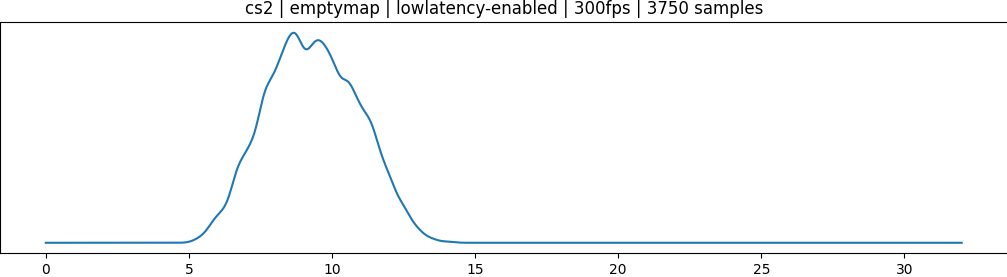 cs2 | emptymap | lowlatency-enabled | 300fps | 3750 samples
0 5 10 15 20 25 30